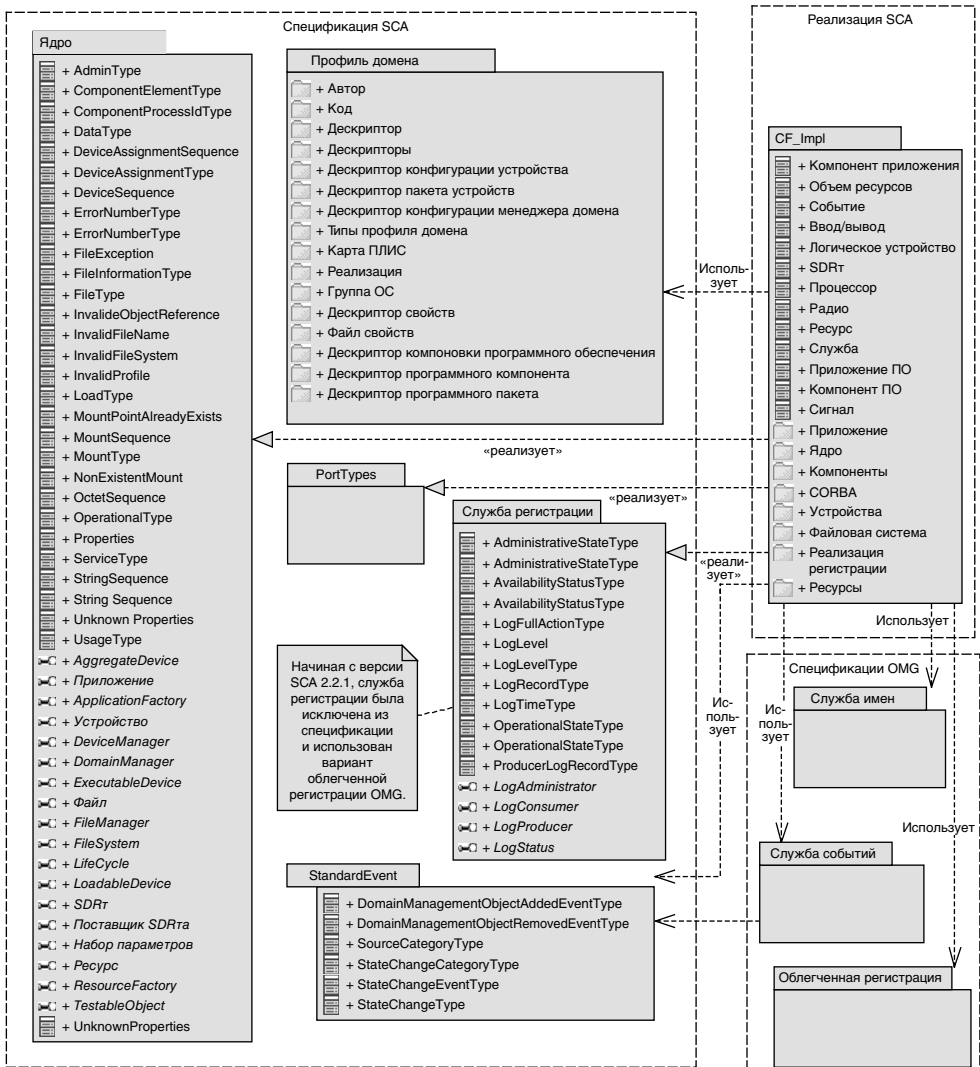 Спецификация SCA
Ядро
+ AdminType
+ ComponentElementType
+ ComponentProcessIdType
+ DataType
+ DeviceAssignmentSequence
+ DeviceAssignmentType
+ DeviceSequence
+ ErrorNumberType
+ ErrorNumberType
+ FileException
+ FileInformationType
+ FileType
+ InvalideObjectReference
+ InvalidFileName
+ InvalidFileSystem
+ InvalidProfile
+ LoadType
+ MountPointAlreadyExists
+ MountSequence
+ MountType
+ NonExistentMount
+ OctetSequence
+ OperationalType
+ Properties
+ ServiceType
+ StringSequence
+ String Sequence
+ Unknown Properties
+ UsageType
+ AggregateDevice
+ Приложение
+ ApplicationFactory
+ Устройство
+ DeviceManager
+ DomainManager
+ ExecutableDevice
+ Файл
+ FileManager
+ FileSystem
+ LifeCycle
+ LoadableDevice
+ SDRт
+ Поставщик SDRта
+ Набор параметров
+ Ресурс
+ ResourceFactory
+ TestableObject
+ UnknownProperties
Профиль домена
+ Автор
+ Код
+ Дескриптор
+ Дескрипторы
+ Дескриптор конфигурации устройства
+ Дескриптор пакета устройств
+ Дескриптор конфигурации менеджера домена
+ Типы профиля домена
+ Карта ПЛИС
+ Реализация
+ Группа ОС
+ Дескриптор свойств
+ Файл свойств
+ Дескриптор компоновки программного обеспечения
+ Дескриптор программного компонента
+ Дескриптор программного пакета
Исполь-
зует
«реализует»
PortTypes
«реализует»
Служба регистрации
+ AdministrativeStateType
+ AdministrativeStateType
+ AvailabilityStatusType
+ AvailabilityStatusType
+ LogFullActionType
+ LogLevel
+ LogLevelType
+ LogRecordType
+ LogTimeType
+ OperationalStateType
+ OperationalStateType
+ ProducerLogRecordType
+ LogAdministrator
+ LogConsumer
+ LogProducer
+ LogStatus
«реали-
зует»
Начиная с версии
SCA 2.2.1, служба
регистрации была
исключена из
спецификации
и использован
вариант
облегченной
регистрации OMG.
StandardEvent
+ DomainManagementObjectAddedEventType
+ DomainManagementObjectRemovedEventType
+ SourceCategoryType
+ StateChangeCategoryType
+ StateChangeEventType
+ StateChangeType
Ис-
поль-
зует
Реализация SCA
CF_Impl
+ Компонент приложения
+ Объем ресурсов
+ Событие
+ Ввод/вывод
+ Логическое устройство
+ SDRт
+ Процессор
+ Радио
+ Ресурс
+ Служба
+ Приложение ПО
+ Компонент ПО
+ Сигнал
+ Приложение
+ Ядро
+ Компоненты
+ CORBA
+ Устройства
+ Файловая система
+ Реализация
регистрации
+ Ресурсы
Использует
Спецификации OMG
Служба имен
Ис-
поль-
зует
Использует
Служба событий
Облегченная регистрация